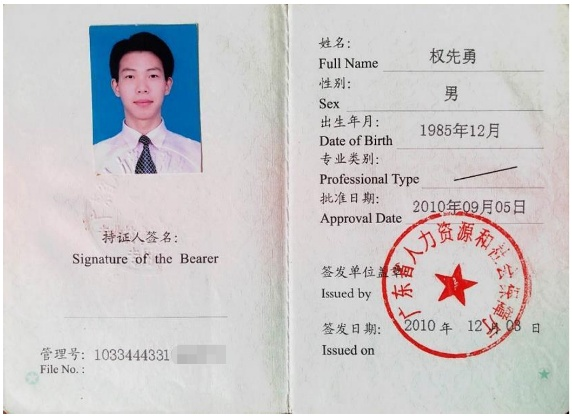 持证人签名:
Signature of the Bearer
管理号: 1033444331
File No.:
姓名:
Full Name 权先勇
性别:
Sex 男
出生年月:
Date of Birth 1985年12月
专业类别:
Professional Type
批准日期:
Approval Date 2010年09月05日
签发单位盖章
Issued by
广东省人力资源和社会保障厅
签发日期: 2010 年 12 月 08 日
Issued on